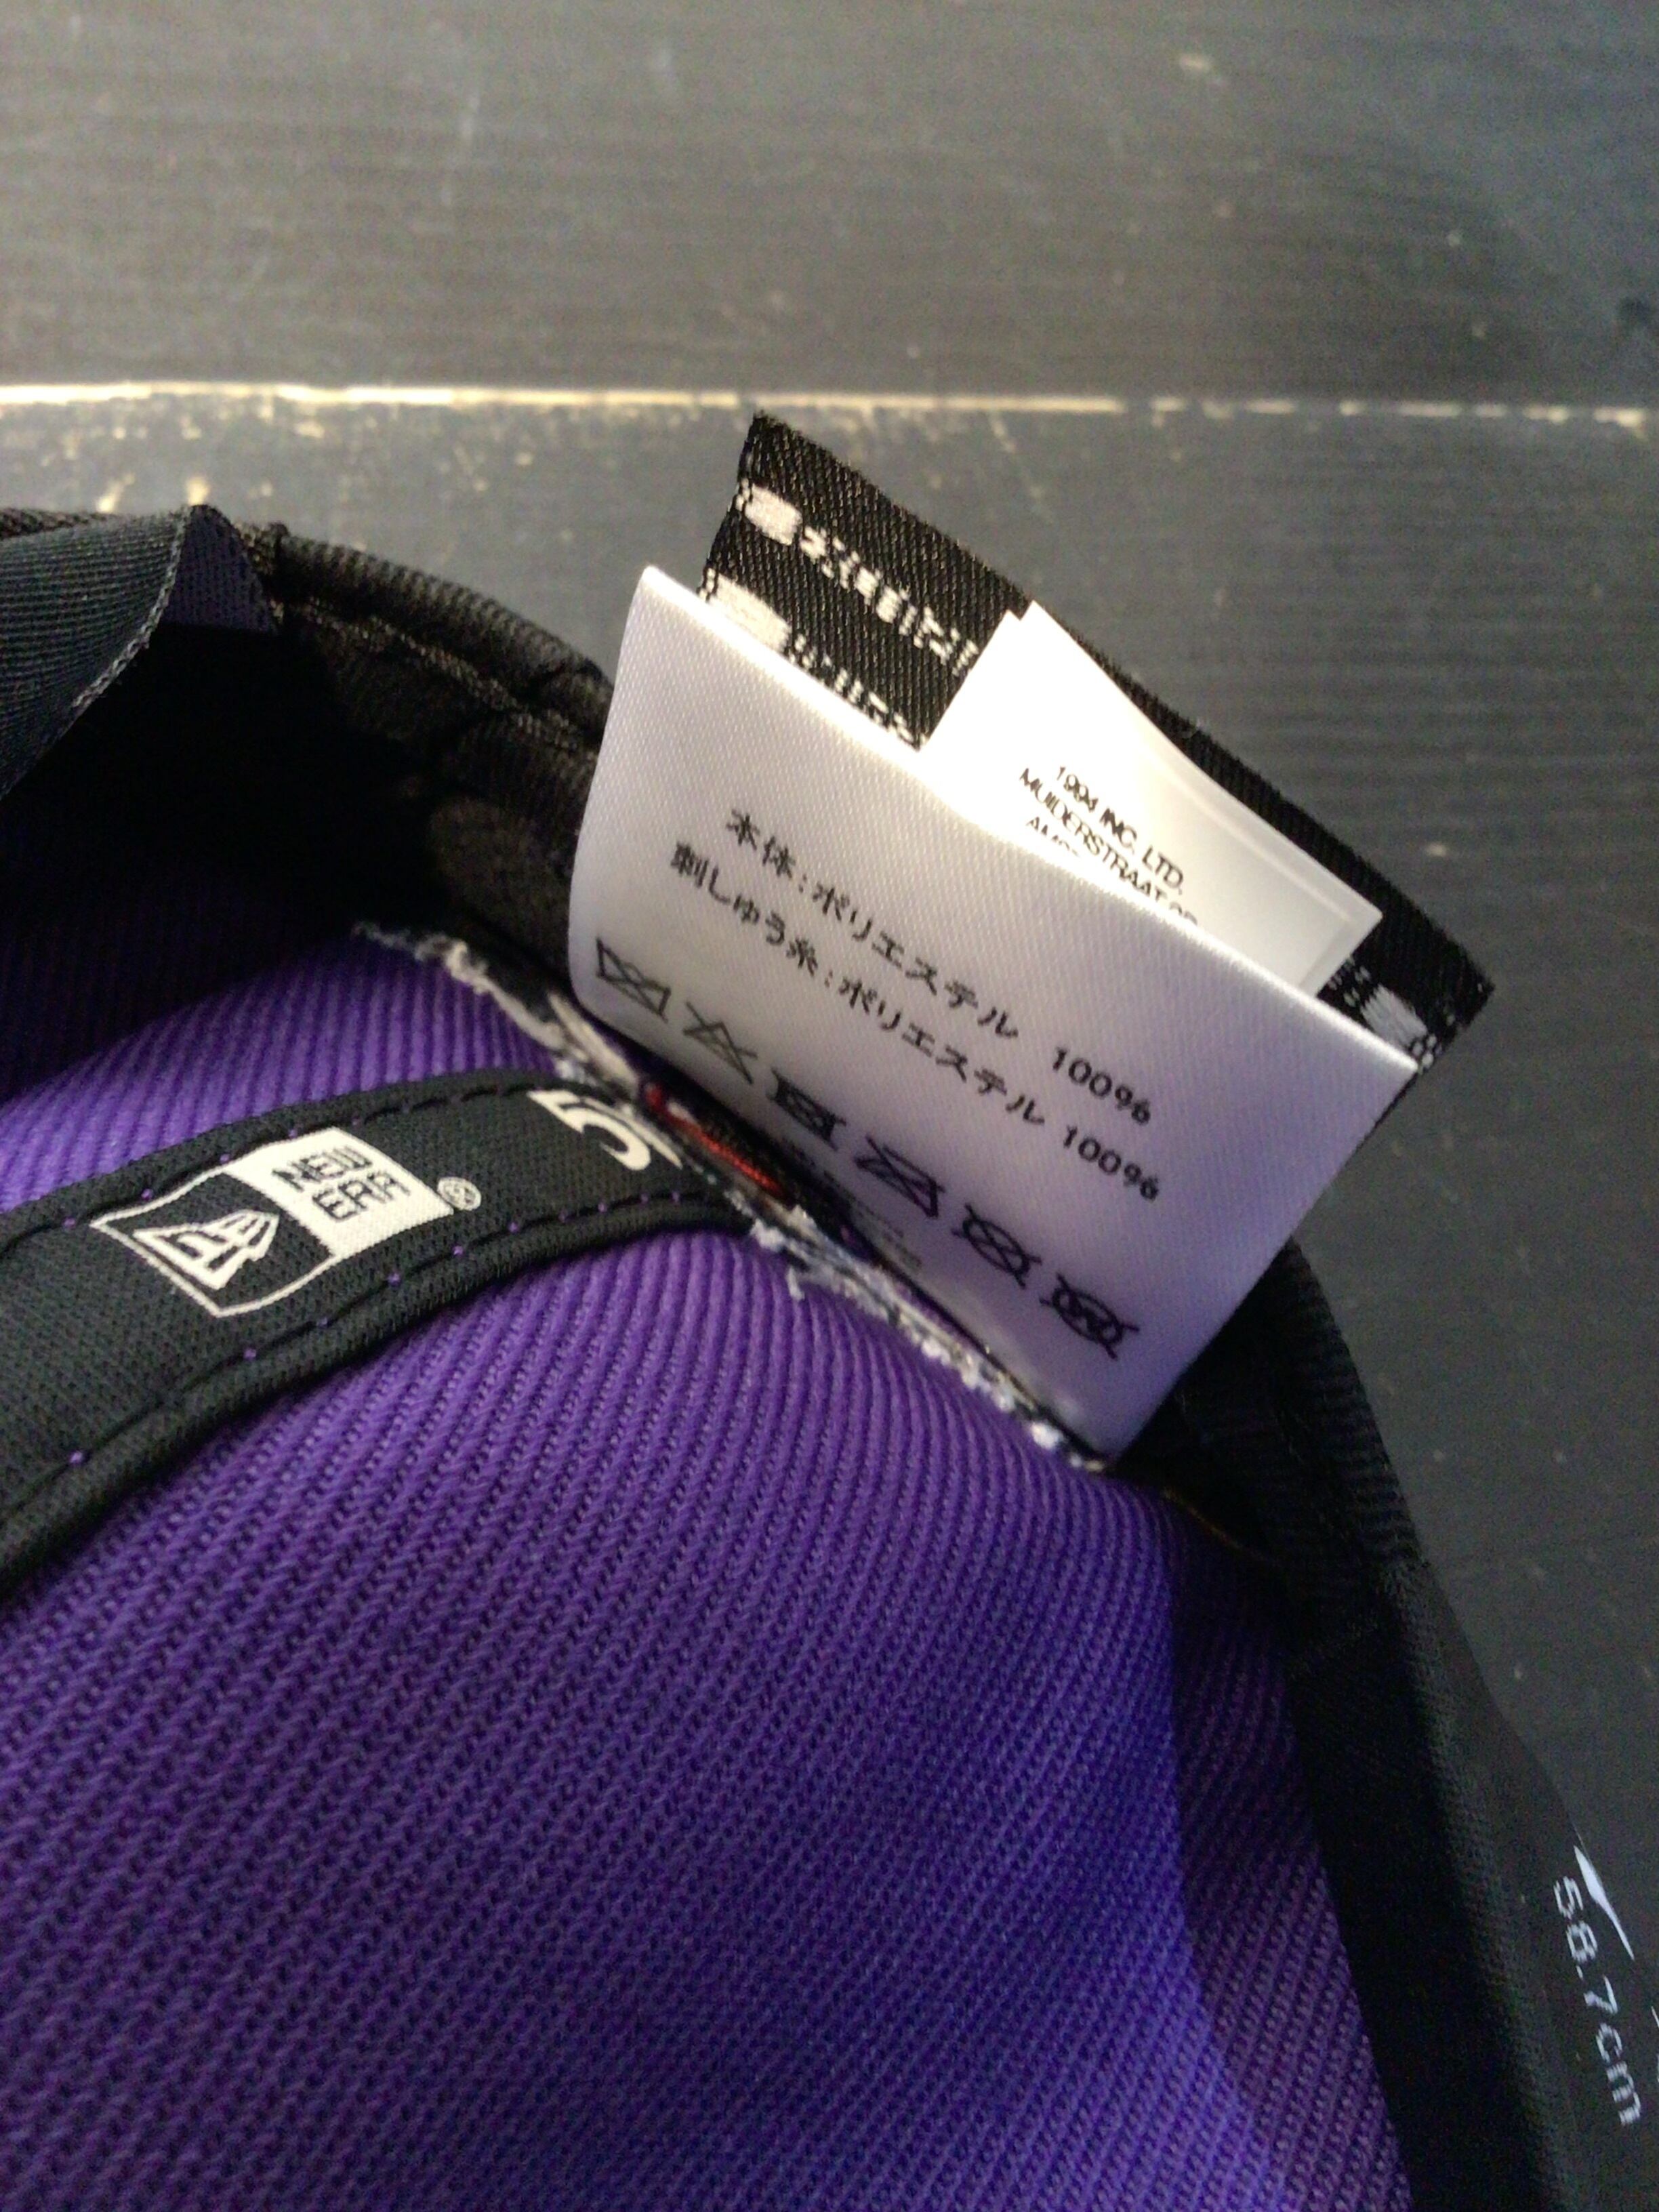 1994 INC. LTD.
MUIDERSTRAAT
本体：ポリエステル 100%
刺しゅう糸：ポリエステル 100%
NEW
ERA
®
5
58.7cm